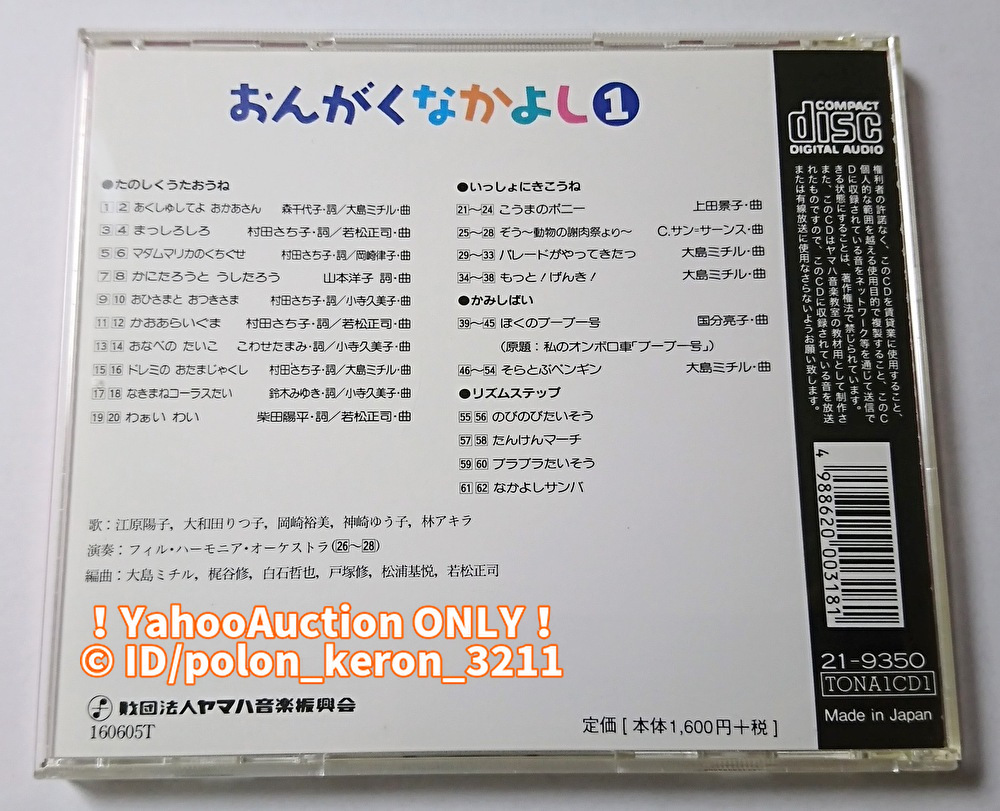 おんがくなかよし1
●たのしくうたおうね
1 2 あくしゅしてよ おかあさん 森千代子・詞/大島ミチル・曲
3 4 まっしろしろ 村田さち子・詞/若松正司・曲
5 6 マダムマリカのくちぐせ 村田さち子・詞/岡崎律子・曲
7 8 かにたろうと うしたろう 山本洋子 詞・曲
9 10 おひさまと おつきさま 村田さち子・詞/小寺久美子・曲
11 12 かおあらいぐま 村田さち子・詞/若松正司・曲
13 14 おなべの たいこ こわせたまみ・詞/小寺久美子・曲
15 16 ドレミの おたまじゃくし 村田さち子・詞/大島ミチル・曲
17 18 なきまねコーラスたい 鈴木みゆき・詞/小寺久美子・曲
19 20 わぁい わい 柴田陽平・詞/若松正司・曲
●いっしょにきこうね
21〜24 こうまのポニー 上田景子・曲
25〜28 ぞう〜動物の謝肉祭より〜 C.サン=サーンス・曲
29〜33 パレードがやってきたっ 大島ミチル・曲
34〜38 もっと!げんき! 大島ミチル・曲
●かみしばい
39〜45 ぼくのブーブー号 国分亮子・曲
(原題:私のオンボロ車「ブーブー号」)
46〜54 そらとぶペンギン 大島ミチル・曲
●リズムステップ
55 56 のびのびたいそう
57 58 たんけんマーチ
59 60 ブラブラたいそう
61 62 なかよしサンバ
歌:江原陽子,大和田りつ子,岡崎裕美,神崎ゆう子,林アキラ
演奏:フィル・ハーモニア・オーケストラ(26〜28)
編曲:大島ミチル,梶谷修,白石哲也,戸塚修,松浦基悦,若松正司
!YahooAuction ONLY!
© ID/polon_keron_3211
財団法人ヤマハ音楽振興会
160605T
定価[本体1,600円+税]
COMPACT
disc
DIGITAL AUDIO
権利者の許諾なく、このCDを賃貸業に使用すること、
個人的な範囲を越える使用目的で複製すること、このC
Dに収録されている音をネットワーク等を通じて送信で
きる状態にすることは、著作権法で禁じられています。
また、このCDはヤマハ音楽教室の教材用として制作さ
れたものですので、このCDに収録されている音を放送
または有線放送に使用なさらないようお願い致します。
4 988620 003181
21-9350
TONA1CD1
Made in Japan